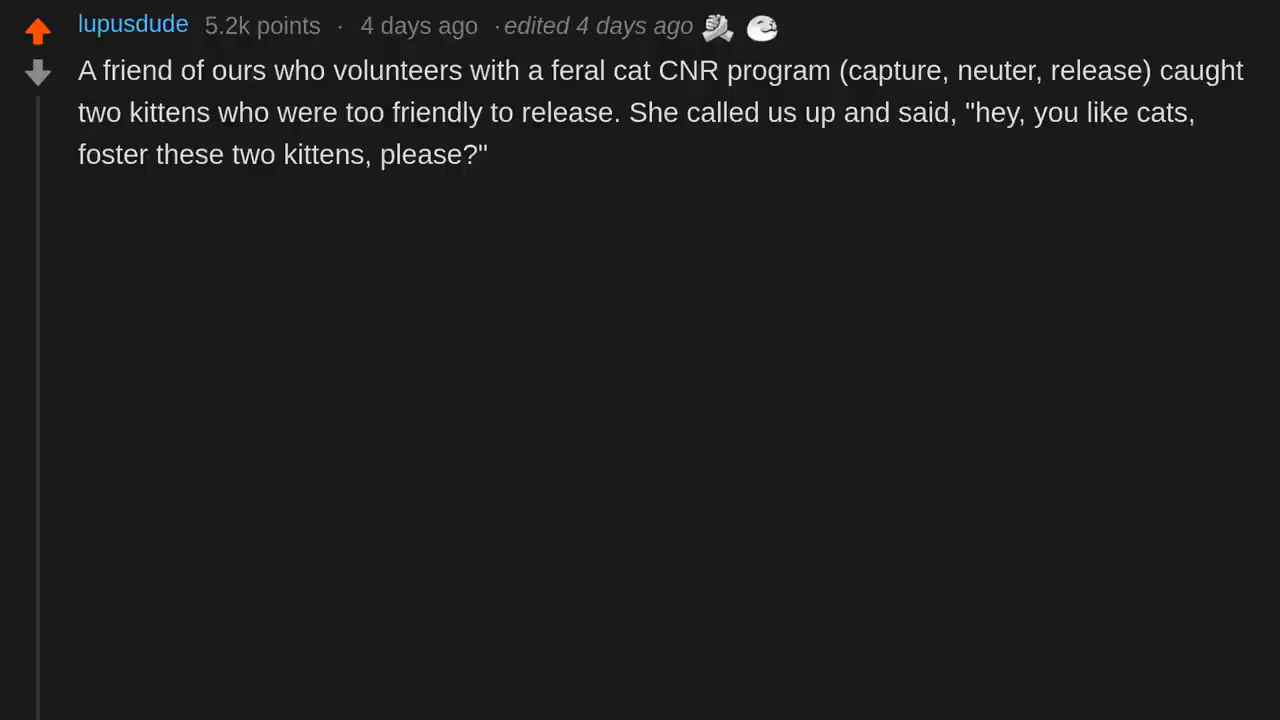 lupusdude 5.2k points · 4 days ago · edited 4 days ago
A friend of ours who volunteers with a feral cat CNR program (capture, neuter, release) caught
two kittens who were too friendly to release. She called us up and said, "hey, you like cats,
foster these two kittens, please?"